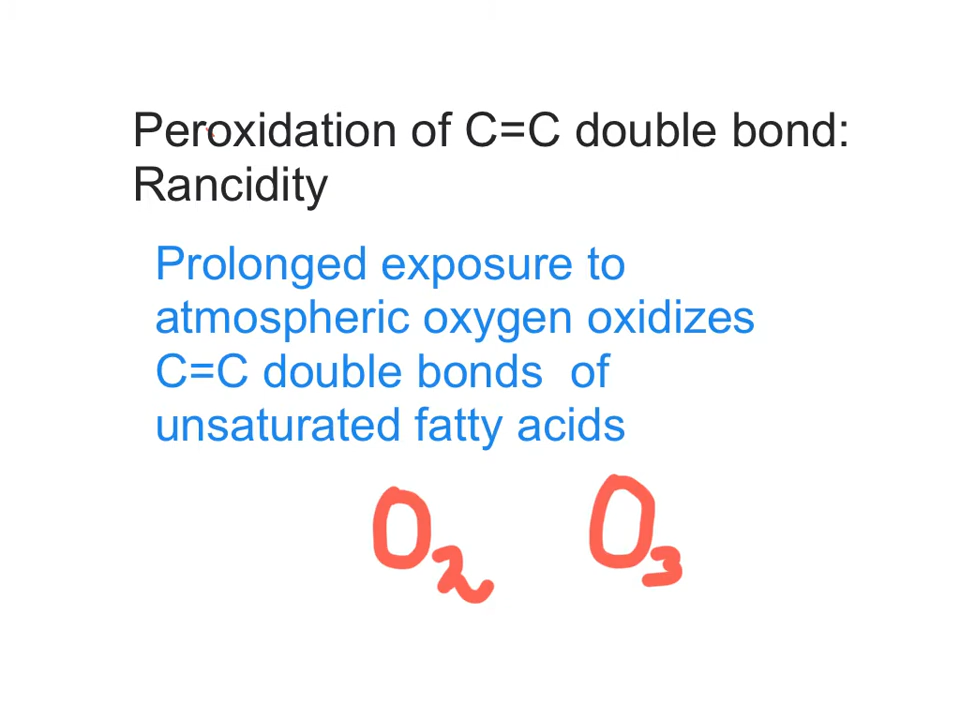 Peroxidation of C=C double bond:
Rancidity
Prolonged exposure to
atmospheric oxygen oxidizes
C=C double bonds  of
unsaturated fatty acids
O2 O3